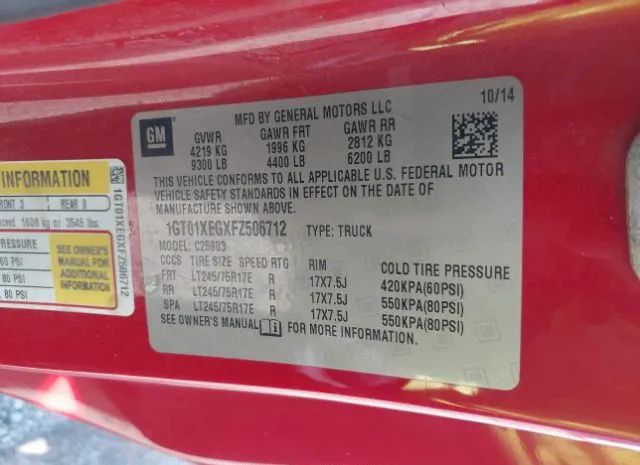 MFD BY GENERAL MOTORS LLC
10/14
GM
GVWR GAWR FRT GAWR RR
4219 KG 1996 KG 2812 KG
9300 LB 4400 LB 6200 LB
THIS VEHICLE CONFORMS TO ALL APPLICABLE U.S. FEDERAL MOTOR
VEHICLE SAFETY STANDARDS IN EFFECT ON THE DATE OF
MANUFACTURE SHOWN ABOVE.
1GT01XEGXFZ506712 TYPE: TRUCK
MODEL: C25903
CCGS TIRE SIZE SPEED RTG RIM COLD TIRE PRESSURE
FRT LT245/75R17E R 17X7.5J 420KPA(60PSI)
RR LT245/75R17E R 17X7.5J 550KPA(80PSI)
SPA LT245/75R17E R 17X7.5J 550KPA(80PSI)
SEE OWNER'S MANUAL FOR MORE INFORMATION.
INFORMATION
FRONT 3 REAR 0
exceed 1608 kg or 3545 lbs.
PRESSURE
60 PSI
80 PSI
80 PSI
SEE OWNER'S
MANUAL FOR
ADDITIONAL
INFORMATION
1GT01XEGXFZ506712